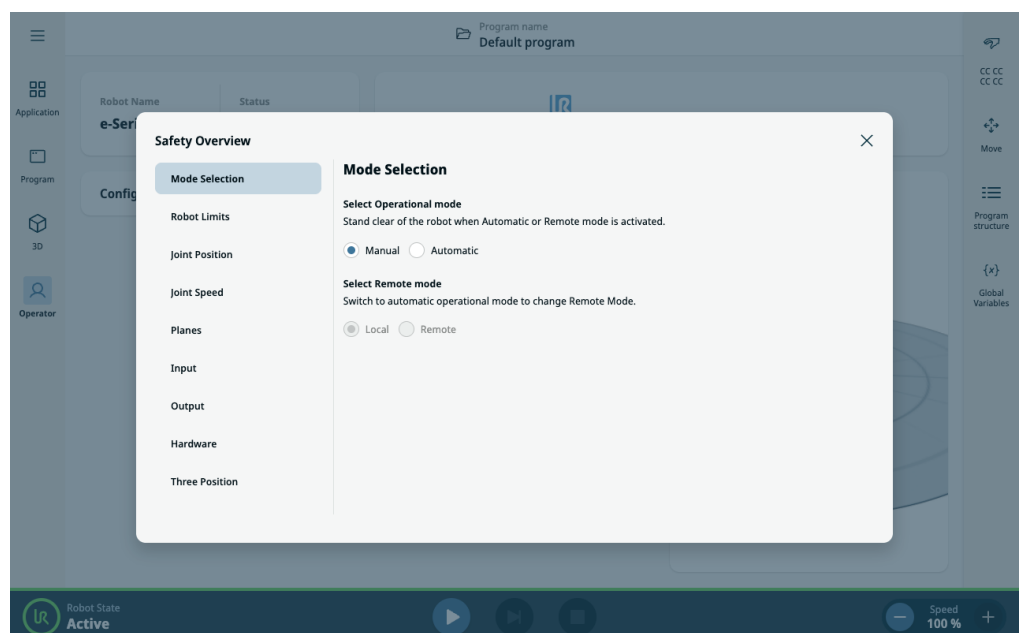 Program name
Default program
Application
Program
3D
Operator
Robot Name
Status
e-Seri
Config
Safety Overview
Mode Selection
Robot Limits
Joint Position
Joint Speed
Planes
Input
Output
Hardware
Three Position
Mode Selection
Select Operational mode
Stand clear of the robot when Automatic or Remote mode is activated.
Manual
Automatic
Select Remote mode
Switch to automatic operational mode to change Remote Mode.
Local
Remote
CC CC
CC CC
Move
Program
structure
{x}
Global
Variables
Robot State
Active
Speed
100 %